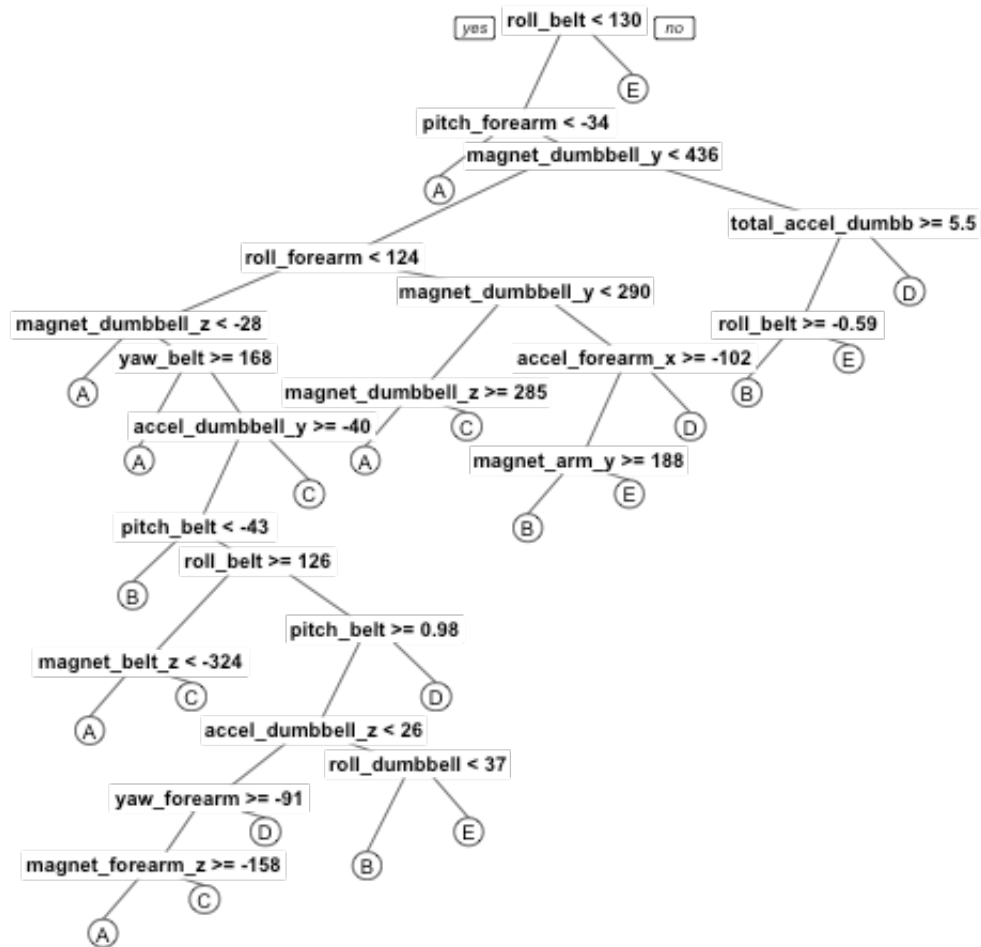 yes roll_belt < 130 no
E
pitch_forearm < -34
magnet_dumbbell_y < 436
A
total_accel_dumbb >= 5.5
roll_forearm < 124
magnet_dumbbell_y < 290
D
magnet_dumbbell_z < -28
roll_belt >= -0.59
yaw_belt >= 168
accel_forearm_x >= -102
E
A
magnet_dumbbell_z >= 285
B
accel_dumbbell_y >= -40
C
D
A
A
magnet_arm_y >= 188
C
E
pitch_belt < -43
B
roll_belt >= 126
B
pitch_belt >= 0.98
magnet_belt_z < -324
C
D
A
accel_dumbbell_z < 26
roll_dumbbell < 37
yaw_forearm >= -91
D
E
magnet_forearm_z >= -158
B
C
A